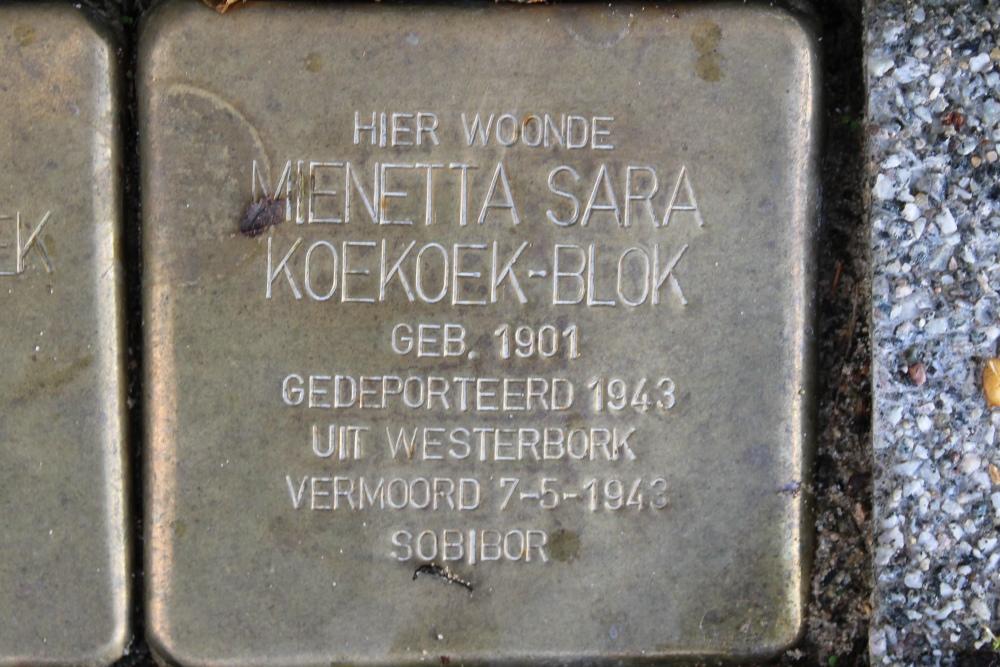 HIER WOONDE
MIENETTA SARA
KOEKOEK-BLOK
GEB. 1901
GEDEPORTEERD 1943
UIT WESTERBORK
VERMOORD 7-5-1943
SOBIBOR